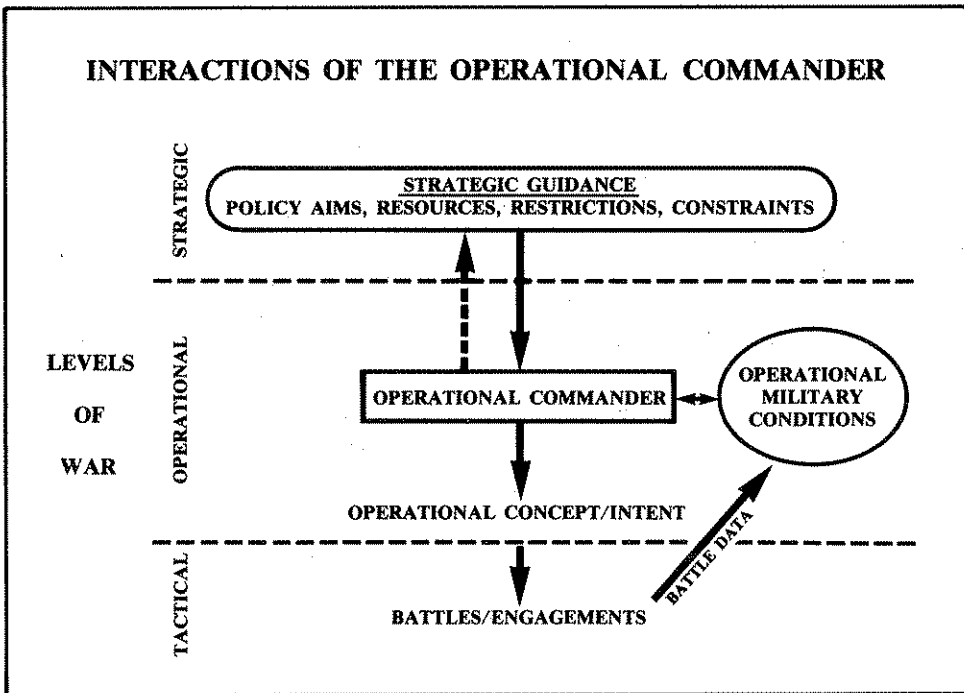 INTERACTIONS OF THE OPERATIONAL COMMANDER
STRATEGIC
STRATEGIC GUIDANCE
POLICY AIMS, RESOURCES, RESTRICTIONS, CONSTRAINTS
LEVELS
OF
WAR
OPERATIONAL
OPERATIONAL COMMANDER
OPERATIONAL
MILITARY
CONDITIONS
OPERATIONAL CONCEPT/INTENT
BATTLE DATA
TACTICAL
BATTLES/ENGAGEMENTS